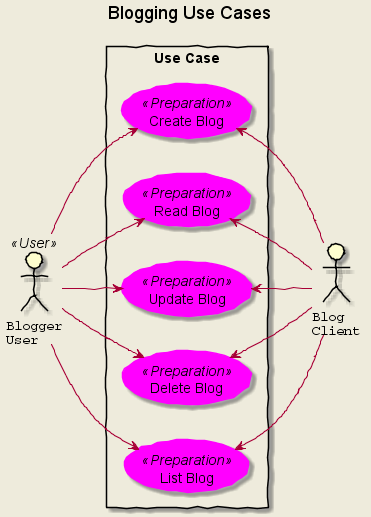 Blogging Use Cases
Use Case
«Preparation»
Create Blog
«Preparation»
Read Blog
«User»
Blogger
User
«Preparation»
Update Blog
Blog
Client
«Preparation»
Delete Blog
«Preparation»
List Blog